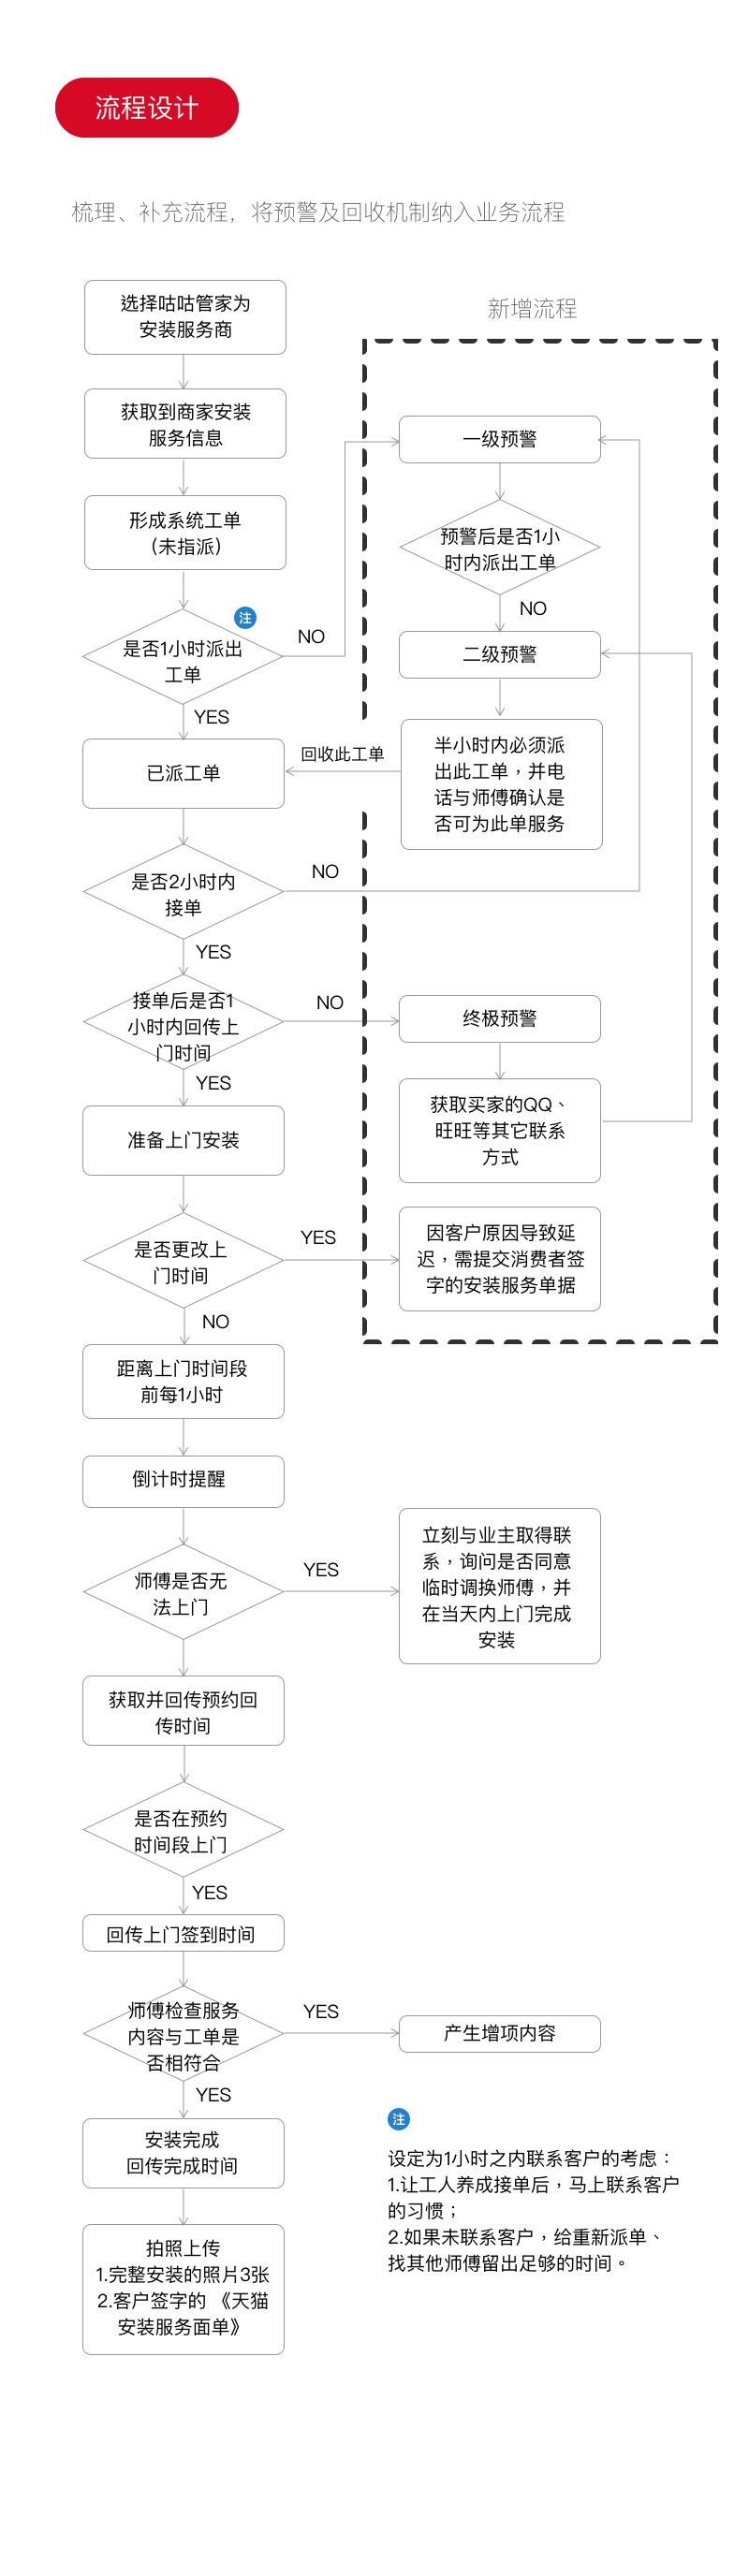 流程设计
梳理、补充流程，将预警及回收机制纳入业务流程
选择咕咕管家为
安装服务商
新增流程
获取到商家安装
服务信息
一级预警
形成系统工单
（未指派）
预警后是否1小
时内派出工单
注
NO
NO
是否1小时派出
工单
二级预警
YES
半小时内必须派
出此工单，并电
话与师傅确认是
否可为此单服务
回收此工单
已派工单
NO
是否2小时内
接单
YES
接单后是否1
小时内回传上
门时间
NO
终极预警
YES
获取买家的QQ、
旺旺等其它联系
方式
准备上门安装
YES
是否更改上
门时间
因客户原因导致延
迟，需提交消费者签
字的安装服务单据
NO
距离上门时间段
前每1小时
倒计时提醒
立刻与业主取得联
系，询问是否同意
临时调换师傅，并
在当天内上门完成
安装
YES
师傅是否无
法上门
获取并回传预约回
传时间
是否在预约
时间段上门
YES
回传上门签到时间
师傅检查服务
内容与工单是
否相符合
YES
产生增项内容
YES
注
安装完成
回传完成时间
设定为1小时之内联系客户的考虑：
1.让工人养成接单后，马上联系客户
的习惯；
2.如果未联系客户，给重新派单、
找其他师傅留出足够的时间。
拍照上传
1.完整安装的照片3张
2.客户签字的 《天猫
安装服务面单》